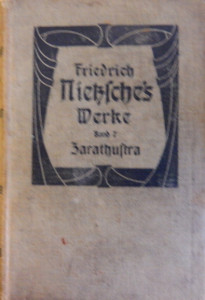 Friedrich
Nietzsche's
Werke
Band 7
Zarathustra